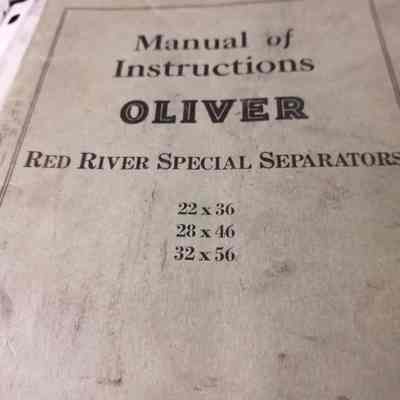 Manual of
Instructions
OLIVER
RED RIVER SPECIAL SEPARATORS
22 x 36
28 x 46
32 x 56